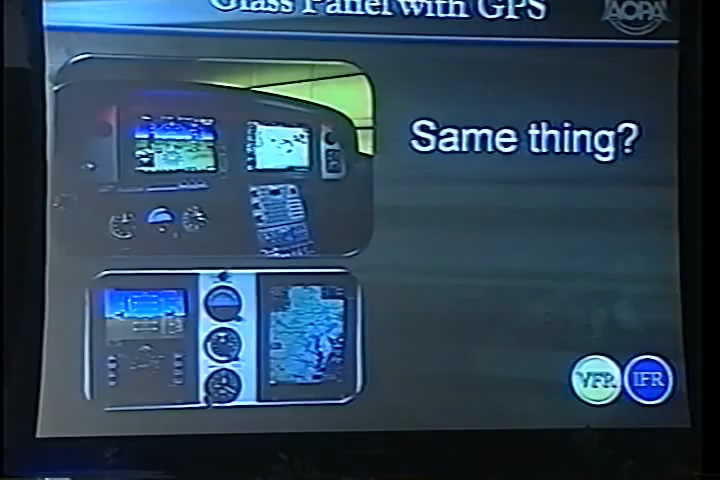 Glass Panel with GPS
AOPA
Same thing?
VFR
IFR